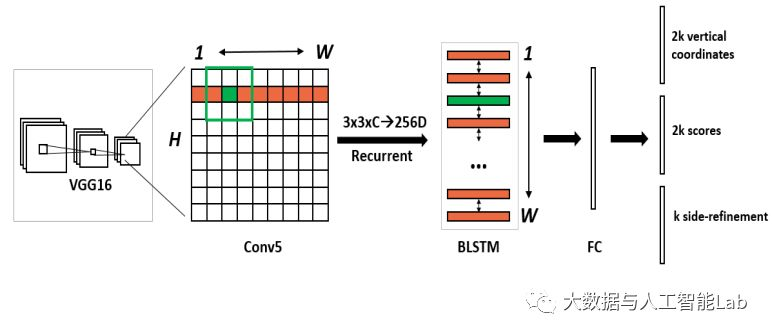 VGG16
1 W
H
Conv5
3x3xC→256D
Recurrent
1
...
W
BLSTM
FC
2k vertical
coordinates
2k scores
k side-refinement
大数据与人工智能Lab